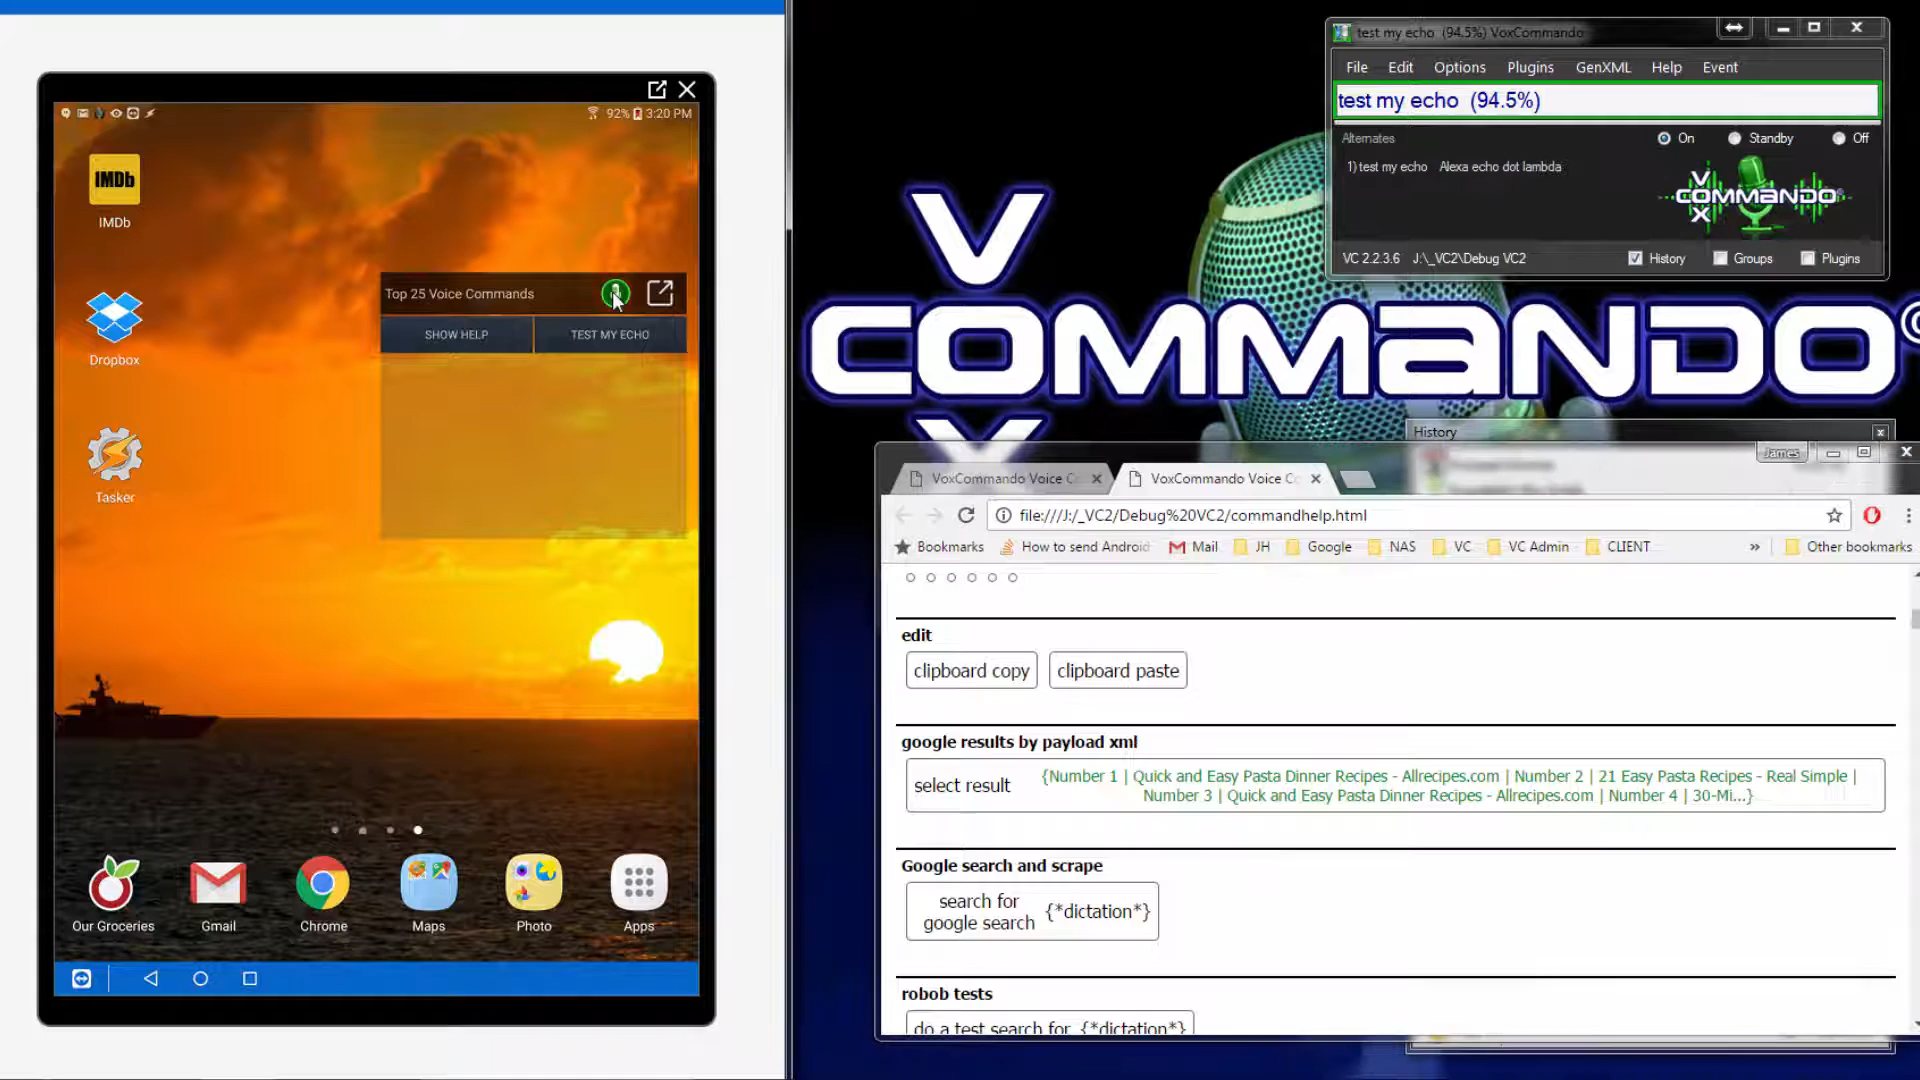 92% 3:20 PM
IMDb
IMDb
Dropbox
Tasker
Top 25 Voice Commands
SHOW HELP
TEST MY ECHO
Our Groceries
Gmail
Chrome
Maps
Photo
Apps
test my echo (94.5%) VoxCommando
File Edit Options Plugins GenXML Help Event
test my echo (94.5%)
Alternates
On Standby Off
1) test my echo Alexa echo dot lambda
VOX COMMANDO
VC 2.2.3.6 J:\_VC2\Debug VC2
History Groups Plugins
V
COMMANDO®
History
James
VoxCommando Voice Co
VoxCommando Voice Co
file:///J:/_VC2/Debug%20VC2/commandhelp.html
Bookmarks How to send Android Mail JH Google NAS VC VC Admin CLIENT » Other bookmarks
edit
clipboard copy
clipboard paste
google results by payload xml
select result
{Number 1 | Quick and Easy Pasta Dinner Recipes - Allrecipes.com | Number 2 | 21 Easy Pasta Recipes - Real Simple |
Number 3 | Quick and Easy Pasta Dinner Recipes - Allrecipes.com | Number 4 | 30-Mi...}
Google search and scrape
search for
google search
{*dictation*}
robob tests
do a test search for {*dictation*}